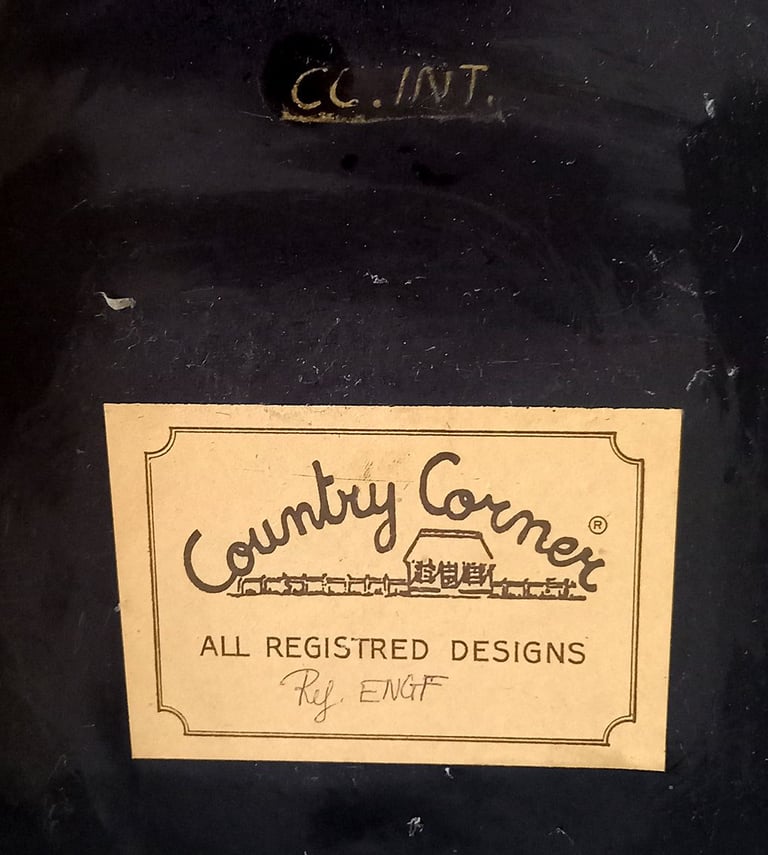 CC.INT.
Country Corner ®
ALL REGISTRED DESIGNS
Ref. ENGF